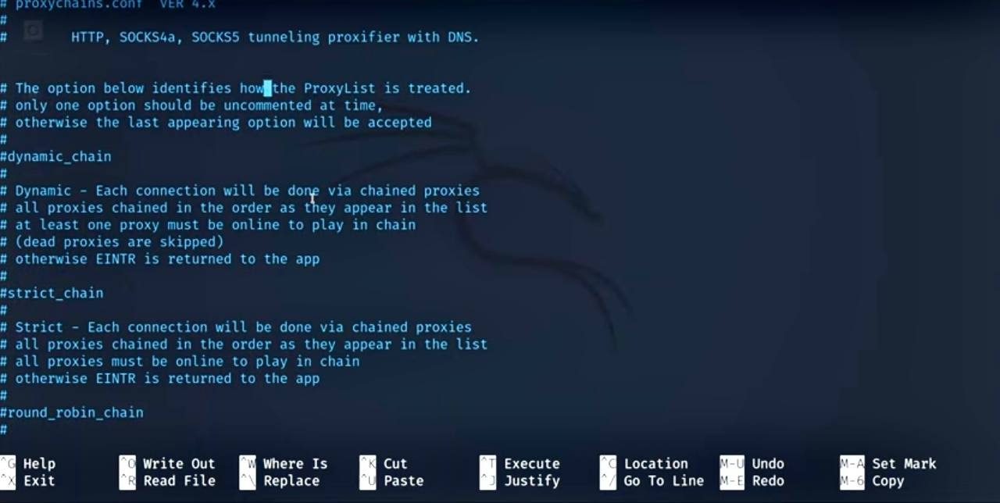 # proxychains.conf  VER 4.x
#
#        HTTP, SOCKS4a, SOCKS5 tunneling proxifier with DNS.
# The option below identifies how the ProxyList is treated.
# only one option should be uncommented at time,
# otherwise the last appearing option will be accepted
#
#dynamic_chain
#
# Dynamic - Each connection will be done via chained proxies
# all proxies chained in the order as they appear in the list
# at least one proxy must be online to play in chain
# (dead proxies are skipped)
# otherwise EINTR is returned to the app
#
#strict_chain
#
# Strict - Each connection will be done via chained proxies
# all proxies chained in the order as they appear in the list
# all proxies must be online to play in chain
# otherwise EINTR is returned to the app
#
#round_robin_chain
#
^G Help ^O Write Out ^W Where Is ^K Cut ^T Execute ^C Location M-U Undo M-A Set Mark
^X Exit ^R Read File ^\ Replace ^U Paste ^J Justify ^/ Go To Line M-E Redo M-6 Copy